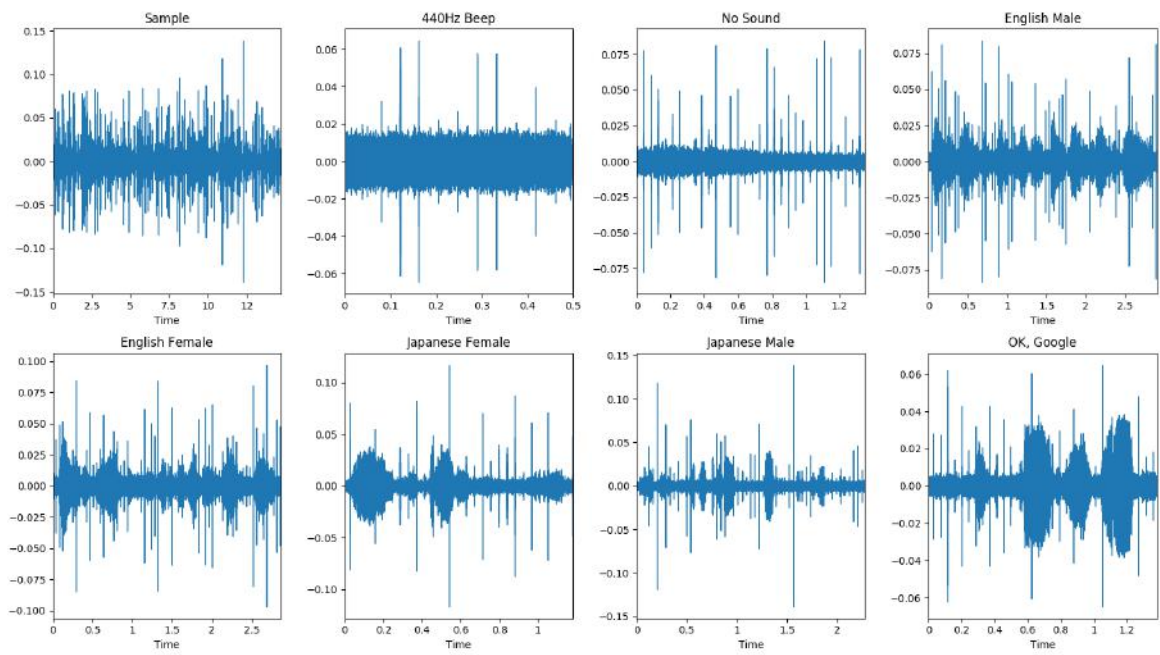 Sample
0.15
0.10
0.05
0.00
−0.05
−0.10
−0.15
0 2.5 5 7.5 10 12
Time
440Hz Beep
0.06
0.04
0.02
0.00
−0.02
−0.04
−0.06
0 0.1 0.2 0.3 0.4 0.5
Time
No Sound
0.075
0.050
0.025
0.000
−0.025
−0.050
−0.075
0 0.2 0.4 0.6 0.8 1 1.2
Time
English Male
0.075
0.050
0.025
0.000
−0.025
−0.050
−0.075
0 0.5 1 1.5 2 2.5
Time
English Female
0.100
0.075
0.050
0.025
0.000
−0.025
−0.050
−0.075
−0.100
0 0.5 1 1.5 2 2.5
Time
Japanese Female
0.10
0.05
0.00
−0.05
−0.10
0 0.2 0.4 0.6 0.8 1
Time
Japanese Male
0.15
0.10
0.05
0.00
−0.05
−0.10
−0.15
0 0.5 1 1.5 2
Time
OK, Google
0.06
0.04
0.02
0.00
−0.02
−0.04
−0.06
0 0.2 0.4 0.6 0.8 1 1.2
Time